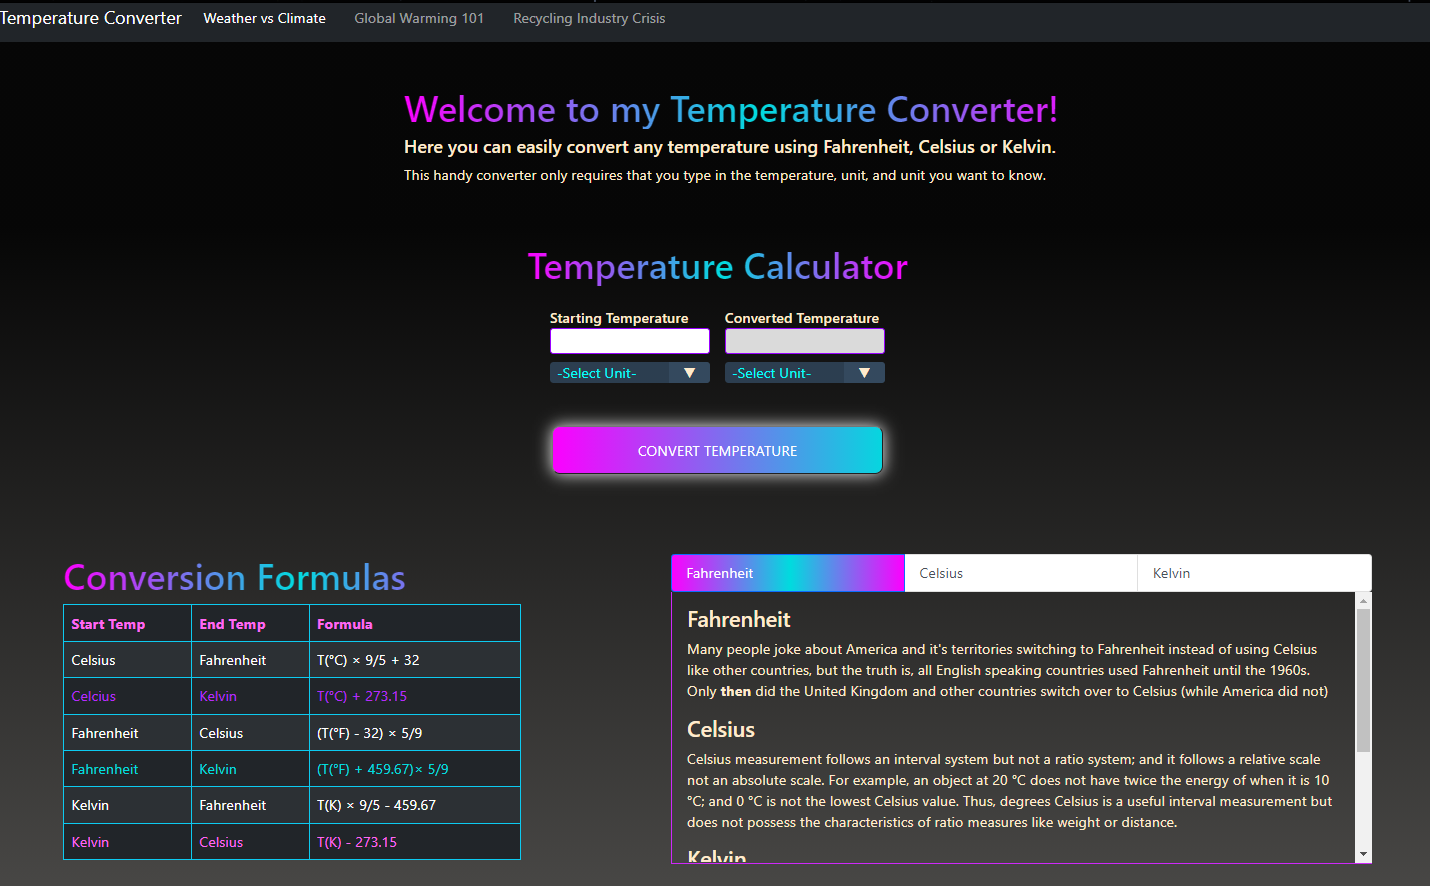 Temperature Converter Weather vs Climate Global Warming 101 Recycling Industry Crisis
Welcome to my Temperature Converter!
Here you can easily convert any temperature using Fahrenheit, Celsius or Kelvin.
This handy converter only requires that you type in the temperature, unit, and unit you want to know.
Temperature Calculator
Starting Temperature Converted Temperature
-Select Unit- ▼ -Select Unit- ▼
CONVERT TEMPERATURE
Conversion Formulas
Start Temp End Temp Formula
Celsius Fahrenheit T(°C) × 9/5 + 32
Celcius Kelvin T(°C) + 273.15
Fahrenheit Celsius (T(°F) - 32) × 5/9
Fahrenheit Kelvin (T(°F) + 459.67)× 5/9
Kelvin Fahrenheit T(K) × 9/5 - 459.67
Kelvin Celsius T(K) - 273.15
Fahrenheit Celsius Kelvin
Fahrenheit
Many people joke about America and it's territories switching to Fahrenheit instead of using Celsius
like other countries, but the truth is, all English speaking countries used Fahrenheit until the 1960s.
Only then did the United Kingdom and other countries switch over to Celsius (while America did not)
Celsius
Celsius measurement follows an interval system but not a ratio system; and it follows a relative scale
not an absolute scale. For example, an object at 20 °C does not have twice the energy of when it is 10
°C; and 0 °C is not the lowest Celsius value. Thus, degrees Celsius is a useful interval measurement but
does not possess the characteristics of ratio measures like weight or distance.
Kelvin